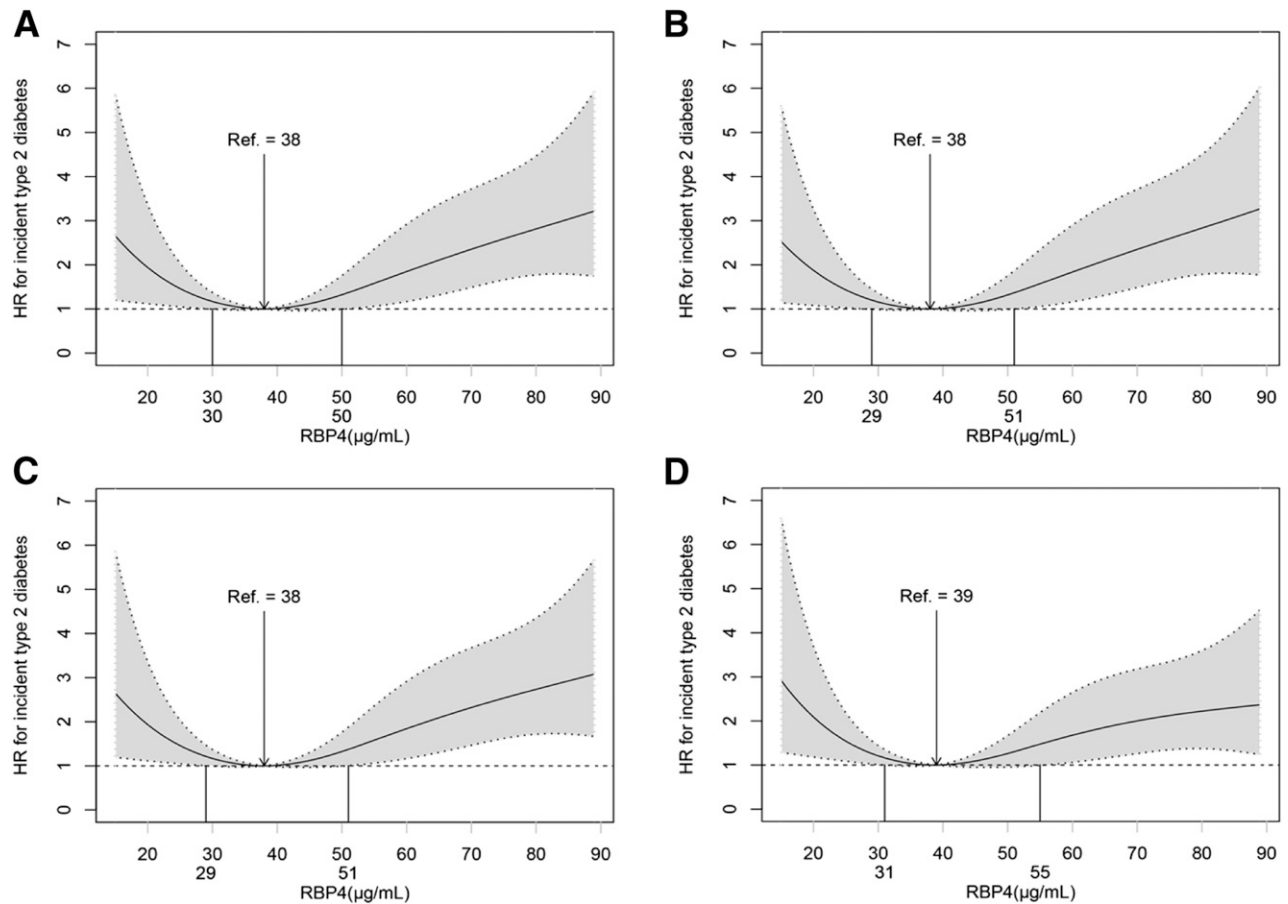 A
HR for incident type 2 diabetes
7
6
5
4
3
2
1
0
Ref. = 38
20 30 40 50 60 70 80 90
30 50
RBP4(µg/mL)
B
HR for incident type 2 diabetes
7
6
5
4
3
2
1
0
Ref. = 38
20 30 40 50 60 70 80 90
29 51
RBP4(µg/mL)
C
HR for incident type 2 diabetes
7
6
5
4
3
2
1
0
Ref. = 38
20 30 40 50 60 70 80 90
29 51
RBP4(µg/mL)
D
HR for incident type 2 diabetes
7
6
5
4
3
2
1
0
Ref. = 39
20 30 40 50 60 70 80 90
31 55
RBP4(µg/mL)